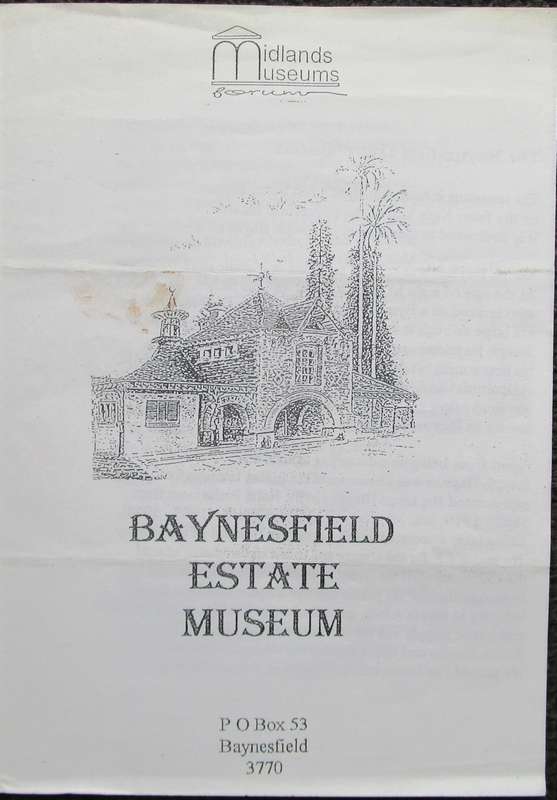 Midlands
Museums
forum
BAYNESFIELD
ESTATE
MUSEUM
P O Box 53
Baynesfield
3770